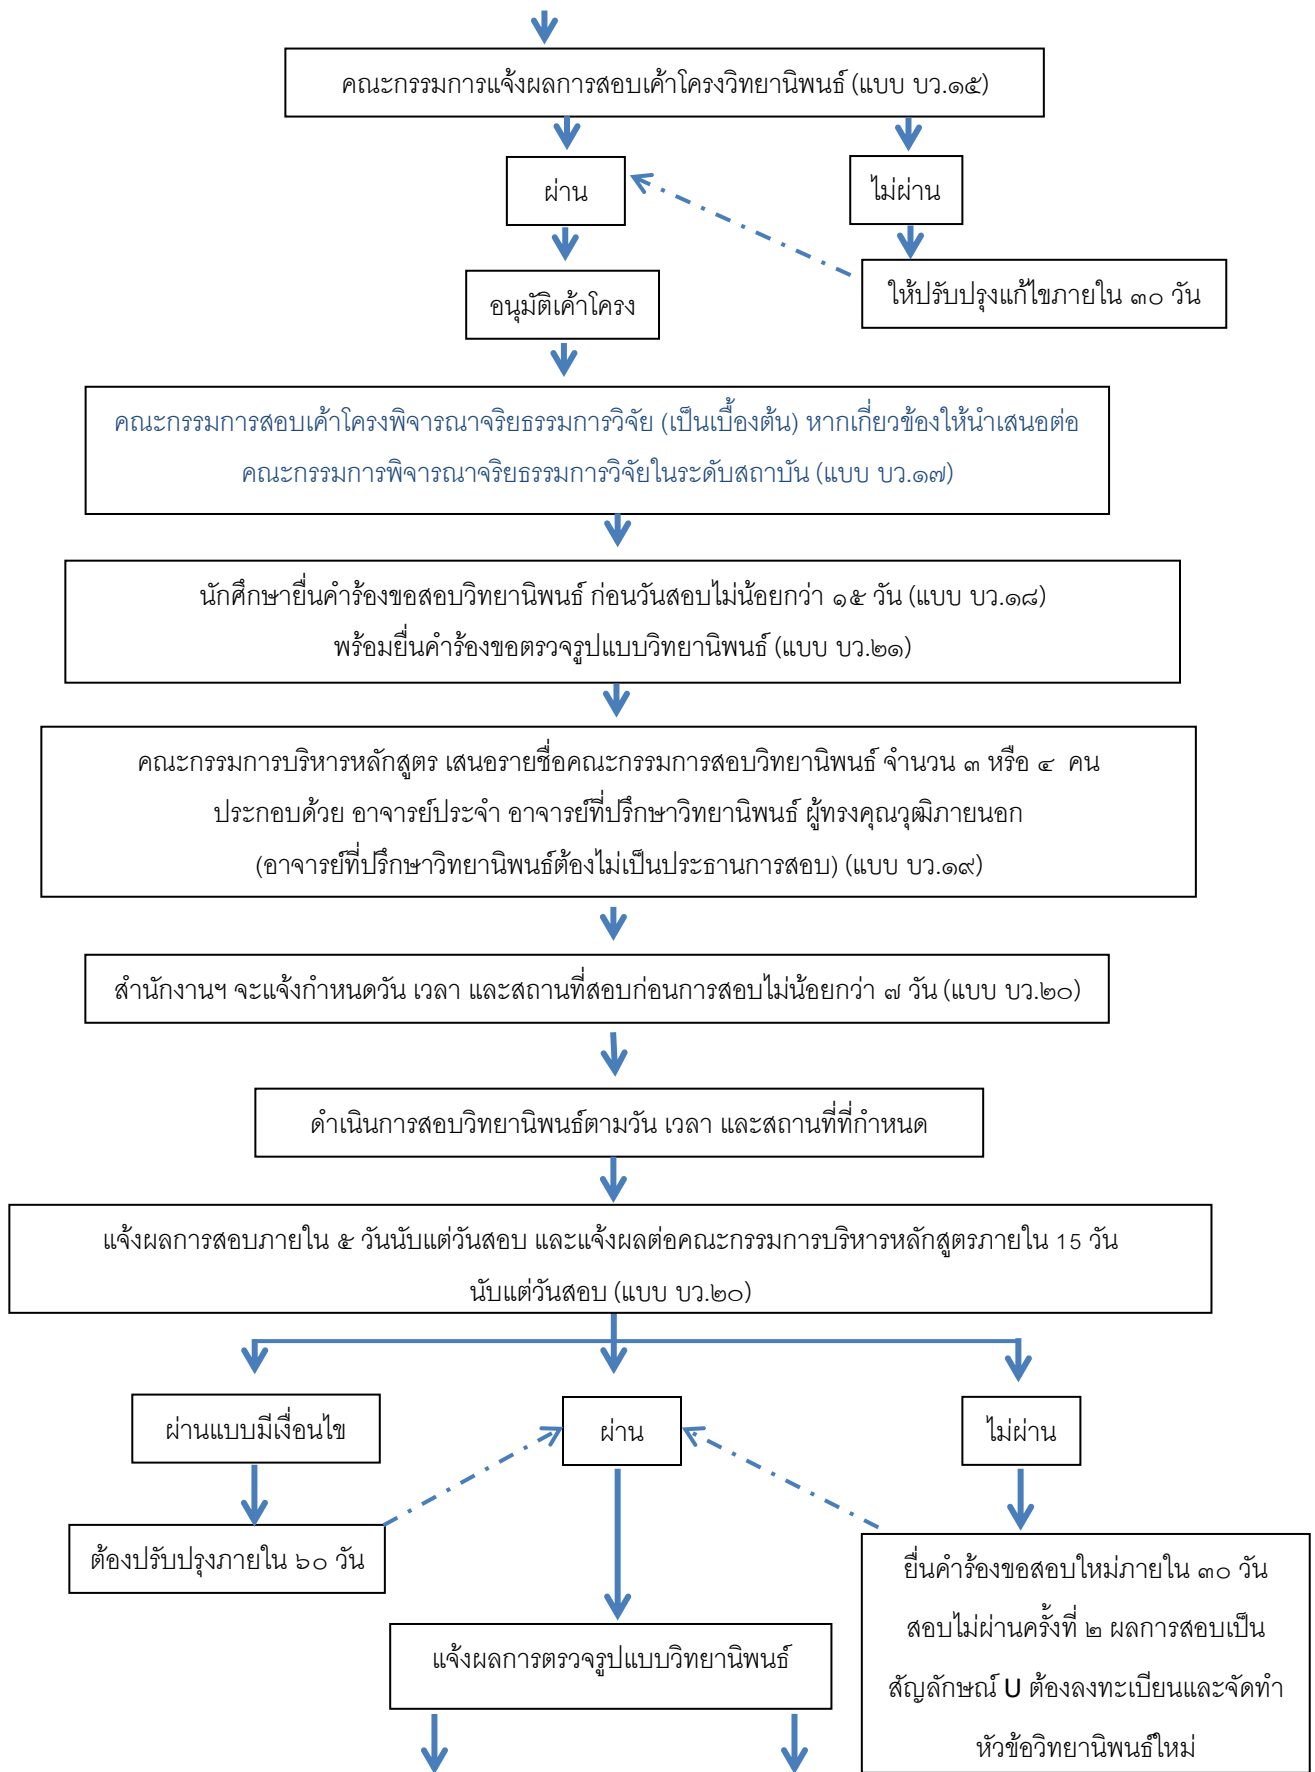 คณะกรรมการแจ้งผลการสอบเค้าโครงวิทยานิพนธ์ (แบบ บว.๑๕)
ผ่าน
ไม่ผ่าน
อนุมัติเค้าโครง
ให้ปรับปรุงแก้ไขภายใน ๓๐ วัน
คณะกรรมการสอบเค้าโครงพิจารณาจริยธรรมการวิจัย (เป็นเบื้องต้น) หากเกี่ยวข้องให้นำเสนอต่อ
คณะกรรมการพิจารณาจริยธรรมการวิจัยในระดับสถาบัน (แบบ บว.๑๗)
นักศึกษายื่นคำร้องขอสอบวิทยานิพนธ์ ก่อนวันสอบไม่น้อยกว่า ๑๕ วัน (แบบ บว.๑๘)
พร้อมยื่นคำร้องขอตรวจรูปแบบวิทยานิพนธ์ (แบบ บว.๒๑)
คณะกรรมการบริหารหลักสูตร เสนอรายชื่อคณะกรรมการสอบวิทยานิพนธ์ จำนวน ๓ หรือ ๔ คน
ประกอบด้วย อาจารย์ประจำ อาจารย์ที่ปรึกษาวิทยานิพนธ์ ผู้ทรงคุณวุฒิภายนอก
(อาจารย์ที่ปรึกษาวิทยานิพนธ์ต้องไม่เป็นประธานการสอบ) (แบบ บว.๑๙)
สำนักงานฯ จะแจ้งกำหนดวัน เวลา และสถานที่สอบก่อนการสอบไม่น้อยกว่า ๗ วัน (แบบ บว.๒๐)
ดำเนินการสอบวิทยานิพนธ์ตามวัน เวลา และสถานที่ที่กำหนด
แจ้งผลการสอบภายใน ๕ วันนับแต่วันสอบ และแจ้งผลต่อคณะกรรมการบริหารหลักสูตรภายใน 15 วัน
นับแต่วันสอบ (แบบ บว.๒๐)
ผ่านแบบมีเงื่อนไข
ผ่าน
ไม่ผ่าน
ต้องปรับปรุงภายใน ๖๐ วัน
ยื่นคำร้องขอสอบใหม่ภายใน ๓๐ วัน
สอบไม่ผ่านครั้งที่ ๒ ผลการสอบเป็น
สัญลักษณ์ U ต้องลงทะเบียนและจัดทำ
หัวข้อวิทยานิพนธ์ใหม่
แจ้งผลการตรวจรูปแบบวิทยานิพนธ์